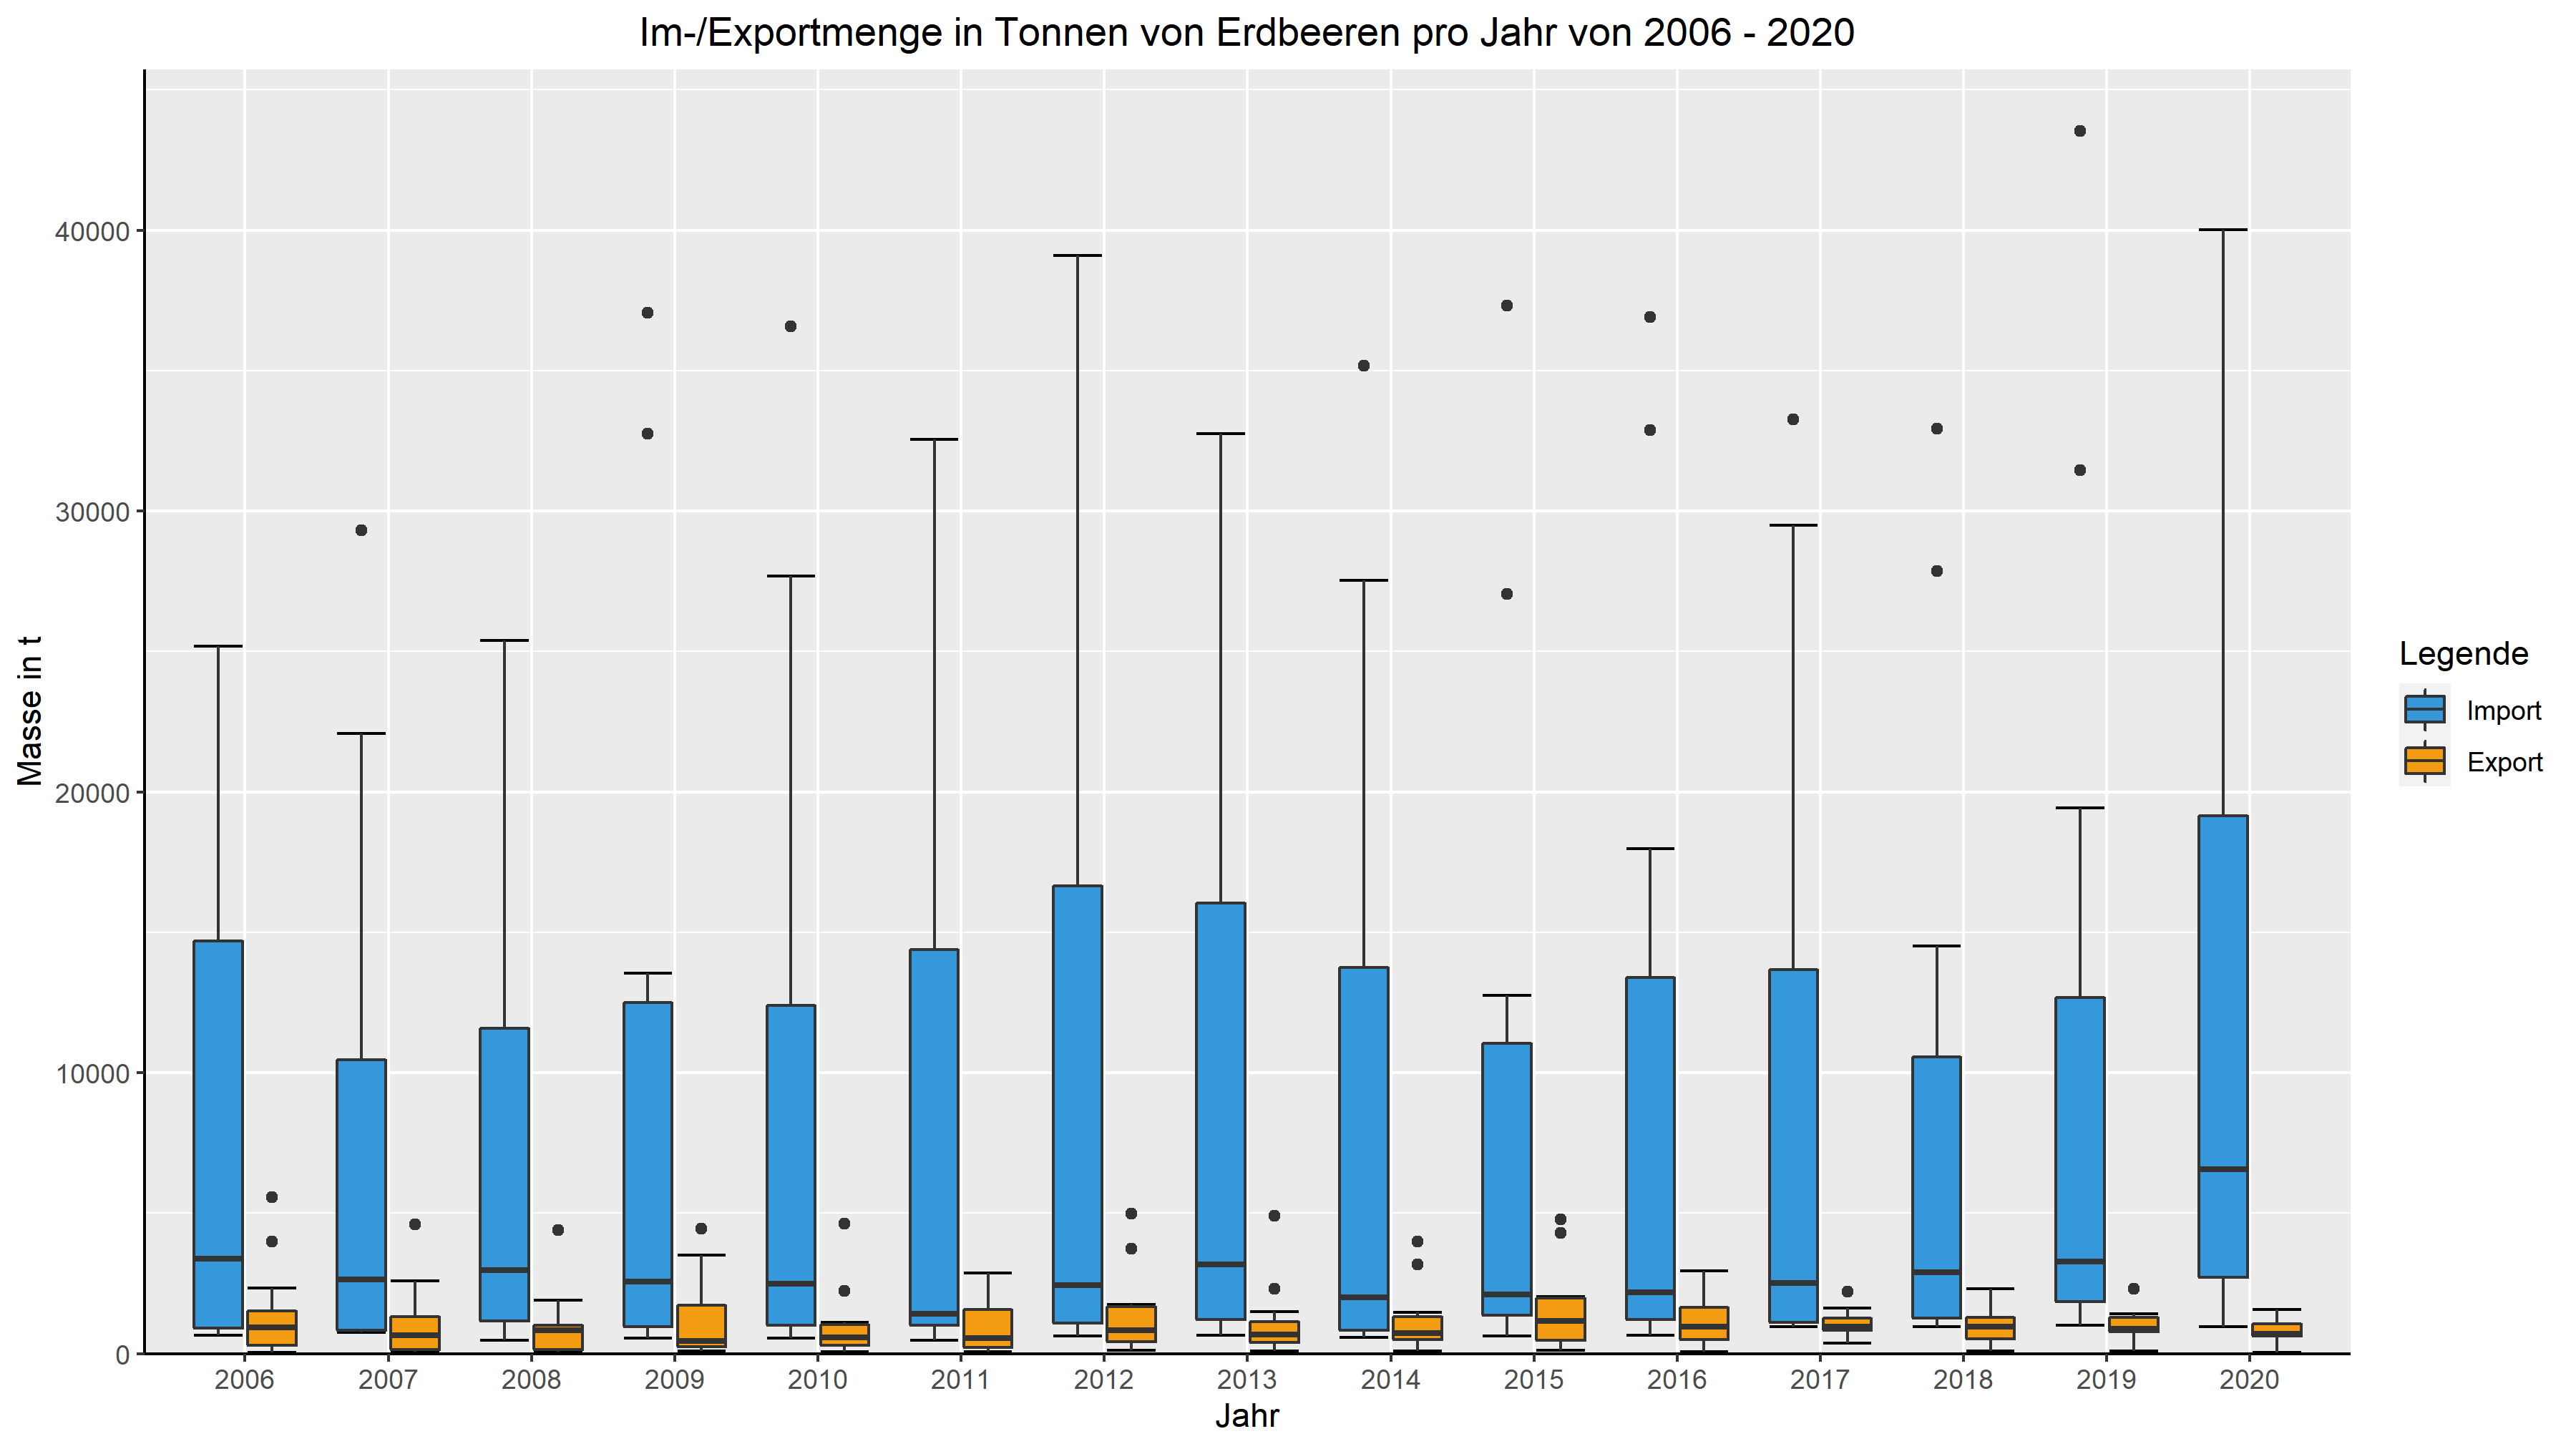 Im-/Exportmenge in Tonnen von Erdbeeren pro Jahr von 2006 - 2020
Masse in t
40000
30000
20000
10000
0
2006 2007 2008 2009 2010 2011 2012 2013 2014 2015 2016 2017 2018 2019 2020
Jahr
Legende
Import
Export